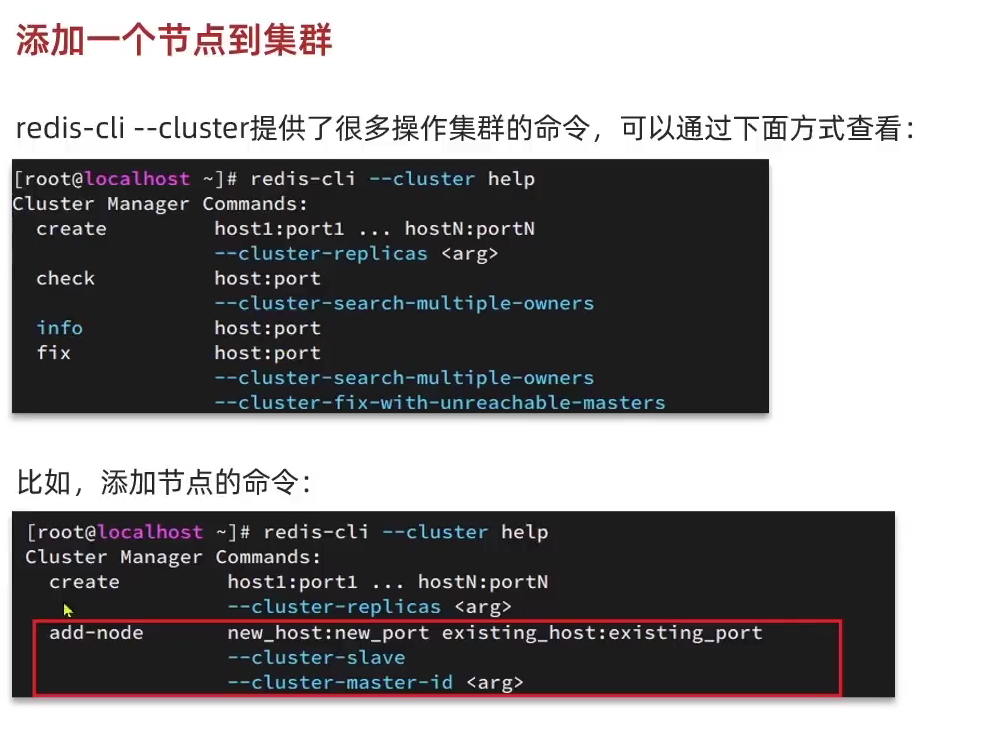 添加一个节点到集群
redis-cli --cluster提供了很多操作集群的命令，可以通过下面方式查看：
[root@localhost ~]# redis-cli --cluster help
Cluster Manager Commands:
create host1:port1 ... hostN:portN
--cluster-replicas <arg>
check host:port
--cluster-search-multiple-owners
info host:port
fix host:port
--cluster-search-multiple-owners
--cluster-fix-with-unreachable-masters
比如，添加节点的命令：
[root@localhost ~]# redis-cli --cluster help
Cluster Manager Commands:
create host1:port1 ... hostN:portN
--cluster-replicas <arg>
add-node new_host:new_port existing_host:existing_port
--cluster-slave
--cluster-master-id <arg>